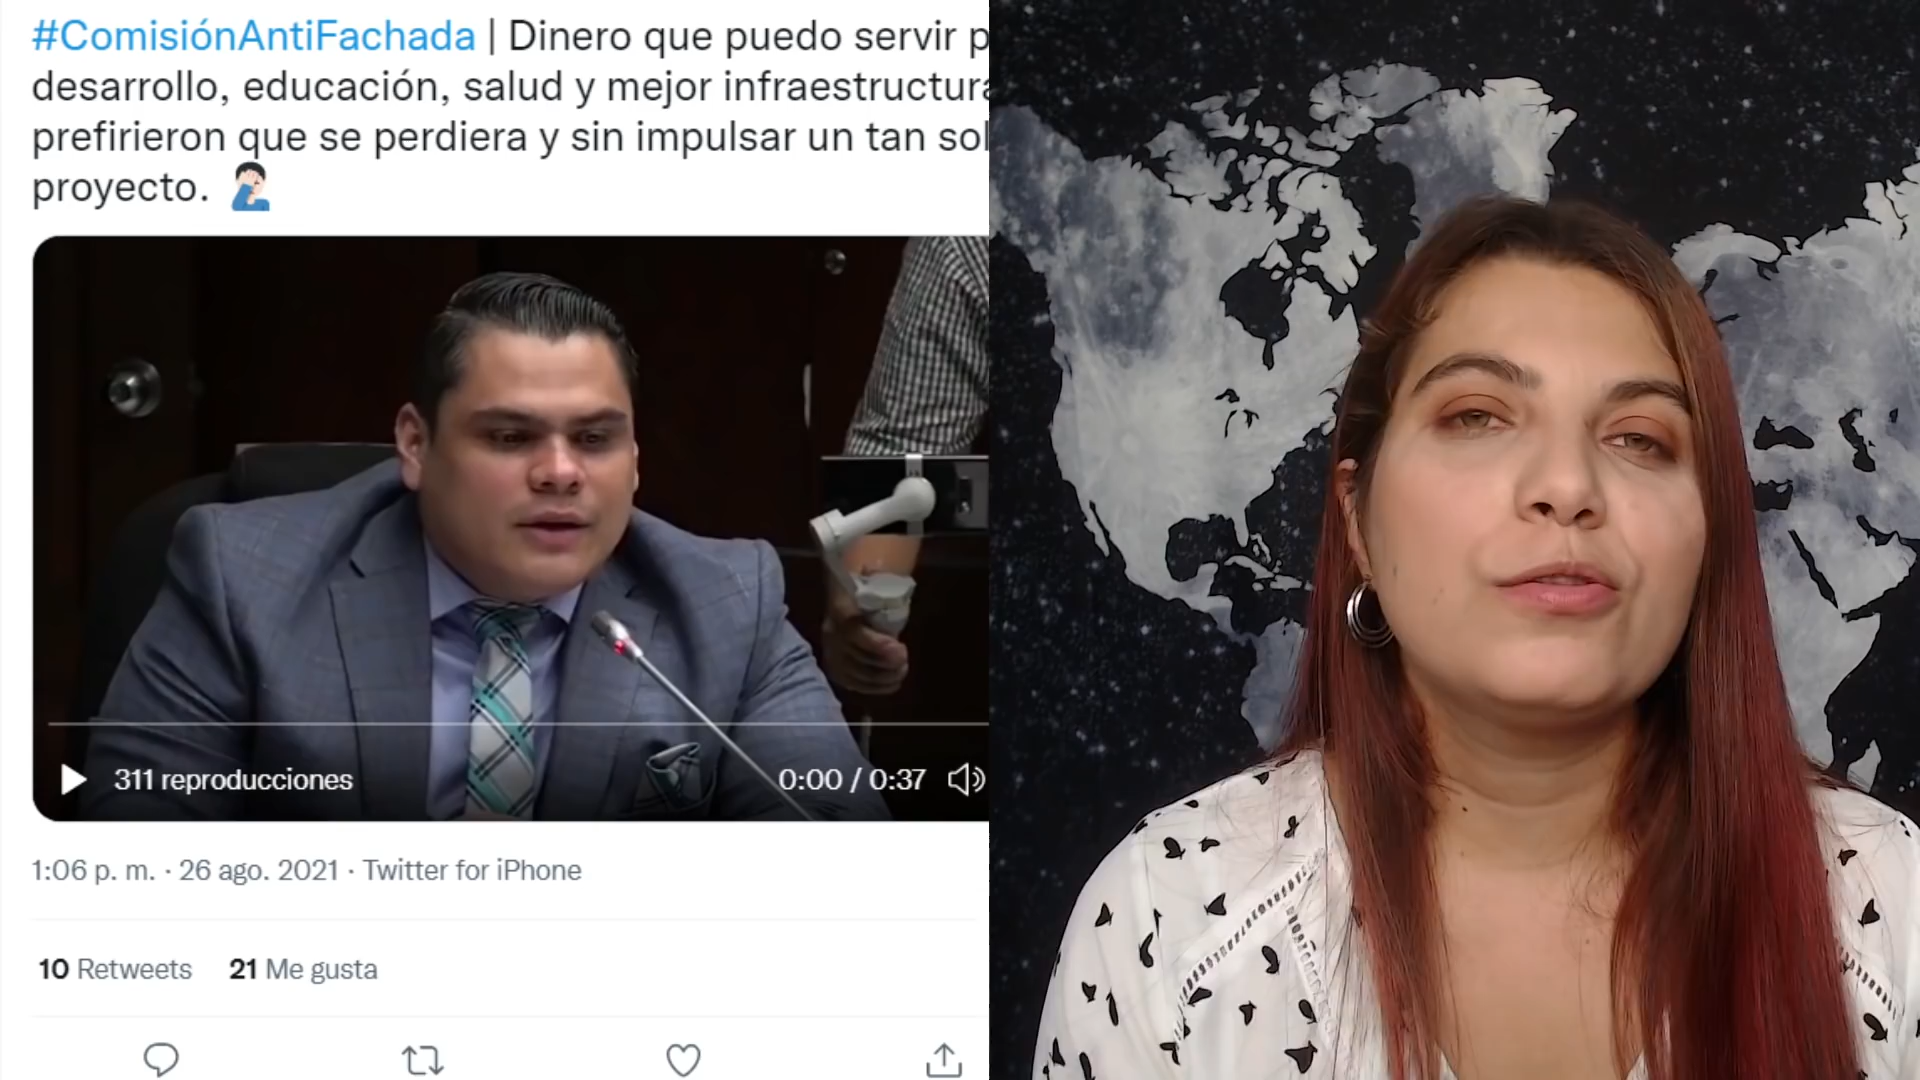 #ComisiónAntiFachada | Dinero que puedo servir p
desarrollo, educación, salud y mejor infraestructura
prefirieron que se perdiera y sin impulsar un tan sol
proyecto.
311 reproducciones
0:00 / 0:37
1:06 p. m. · 26 ago. 2021 · Twitter for iPhone
10 Retweets 21 Me gusta